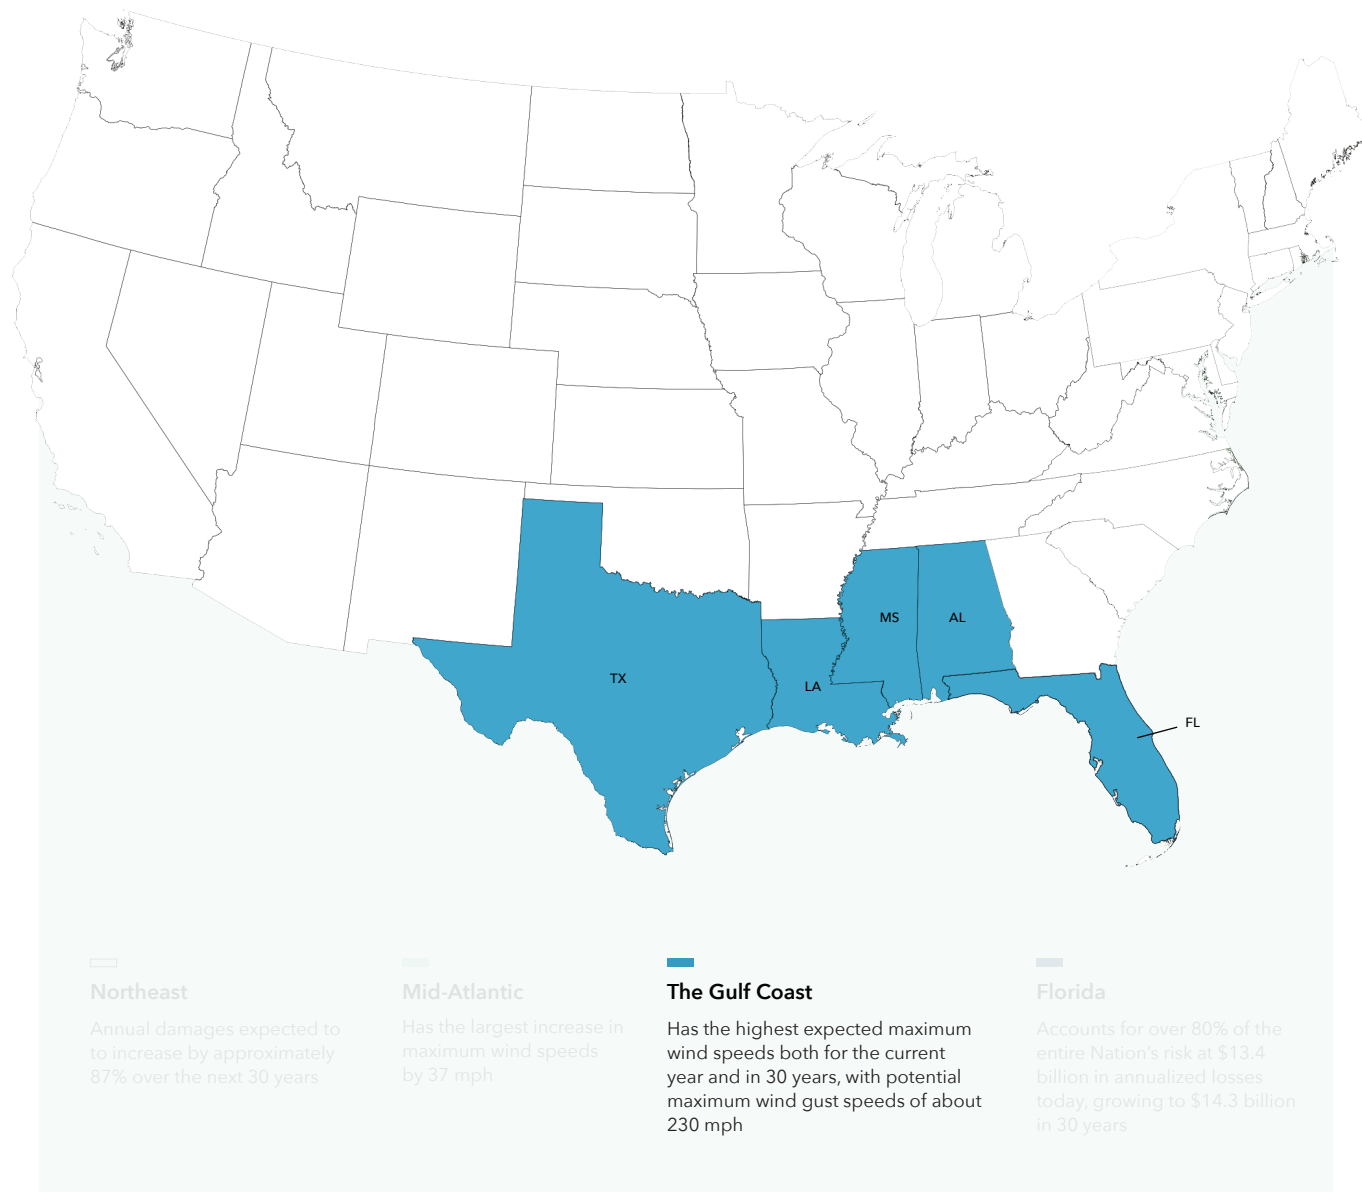 MS
AL
TX
LA
FL
Northeast
Annual damages expected to
to increase by approximately
87% over the next 30 years
Mid-Atlantic
Has the largest increase in
maximum wind speeds
by 37 mph
The Gulf Coast
Has the highest expected maximum
wind speeds both for the current
year and in 30 years, with potential
maximum wind gust speeds of about
230 mph
Florida
Accounts for over 80% of the
entire Nation's risk at $13.4
billion in annualized losses
today, growing to $14.3 billion
in 30 years